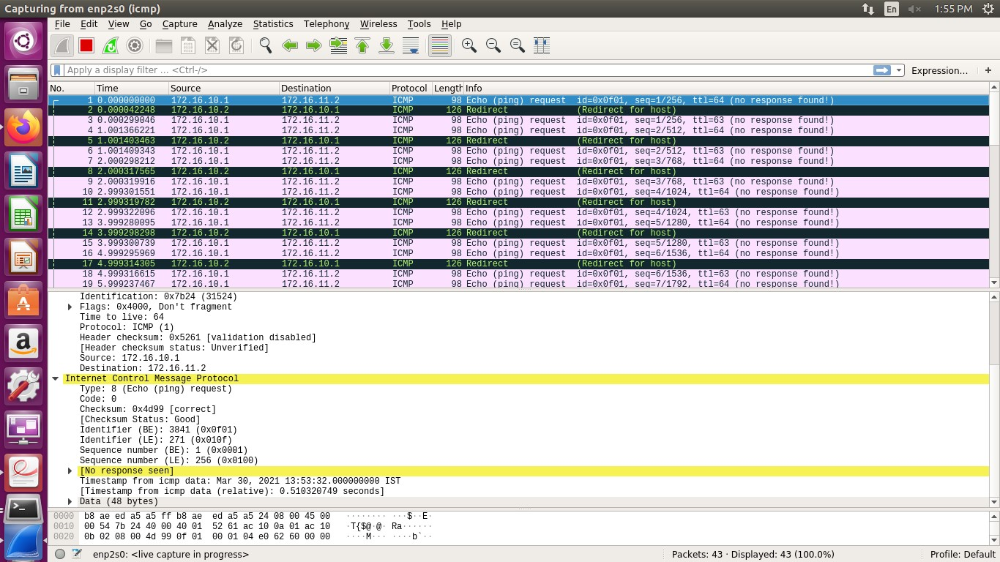 Capturing from enp2s0 (icmp)
En 1:55 PM
File Edit View Go Capture Analyze Statistics Telephony Wireless Tools Help
Apply a display filter ... <Ctrl-/> Expression… +
No. Time Source Destination Protocol Length Info
1 0.000000000 172.16.10.1 172.16.11.2 ICMP 98 Echo (ping) request id=0x0f01, seq=1/256, ttl=64 (no response found!)
2 0.000042248 172.16.10.2 172.16.10.1 ICMP 126 Redirect (Redirect for host)
3 0.000299046 172.16.10.1 172.16.11.2 ICMP 98 Echo (ping) request id=0x0f01, seq=1/256, ttl=63 (no response found!)
4 1.001366221 172.16.10.1 172.16.11.2 ICMP 98 Echo (ping) request id=0x0f01, seq=2/512, ttl=64 (no response found!)
5 1.001403463 172.16.10.2 172.16.10.1 ICMP 126 Redirect (Redirect for host)
6 1.001409343 172.16.10.1 172.16.11.2 ICMP 98 Echo (ping) request id=0x0f01, seq=2/512, ttl=63 (no response found!)
7 2.000298212 172.16.10.1 172.16.11.2 ICMP 98 Echo (ping) request id=0x0f01, seq=3/768, ttl=64 (no response found!)
8 2.000317565 172.16.10.2 172.16.10.1 ICMP 126 Redirect (Redirect for host)
9 2.000319916 172.16.10.1 172.16.11.2 ICMP 98 Echo (ping) request id=0x0f01, seq=3/768, ttl=63 (no response found!)
10 2.999301551 172.16.10.1 172.16.11.2 ICMP 98 Echo (ping) request id=0x0f01, seq=4/1024, ttl=64 (no response found!)
11 2.999319782 172.16.10.2 172.16.10.1 ICMP 126 Redirect (Redirect for host)
12 2.999322096 172.16.10.1 172.16.11.2 ICMP 98 Echo (ping) request id=0x0f01, seq=4/1024, ttl=63 (no response found!)
13 3.999280095 172.16.10.1 172.16.11.2 ICMP 98 Echo (ping) request id=0x0f01, seq=5/1280, ttl=64 (no response found!)
14 3.999298298 172.16.10.2 172.16.10.1 ICMP 126 Redirect (Redirect for host)
15 3.999300739 172.16.10.1 172.16.11.2 ICMP 98 Echo (ping) request id=0x0f01, seq=5/1280, ttl=63 (no response found!)
16 4.999295969 172.16.10.1 172.16.11.2 ICMP 98 Echo (ping) request id=0x0f01, seq=6/1536, ttl=64 (no response found!)
17 4.999314305 172.16.10.2 172.16.10.1 ICMP 126 Redirect (Redirect for host)
18 4.999316615 172.16.10.1 172.16.11.2 ICMP 98 Echo (ping) request id=0x0f01, seq=6/1536, ttl=63 (no response found!)
19 5.999237467 172.16.10.1 172.16.11.2 ICMP 98 Echo (ping) request id=0x0f01, seq=7/1792, ttl=64 (no response found!)
Identification: 0x7b24 (31524)
Flags: 0x4000, Don't fragment
Time to live: 64
Protocol: ICMP (1)
Header checksum: 0x5261 [validation disabled]
[Header checksum status: Unverified]
Source: 172.16.10.1
Destination: 172.16.11.2
Internet Control Message Protocol
Type: 8 (Echo (ping) request)
Code: 0
Checksum: 0x4d99 [correct]
[Checksum Status: Good]
Identifier (BE): 3841 (0x0f01)
Identifier (LE): 271 (0x010f)
Sequence number (BE): 1 (0x0001)
Sequence number (LE): 256 (0x0100)
[No response seen]
Timestamp from icmp data: Mar 30, 2021 13:53:32.000000000 IST
[Timestamp from icmp data (relative): 0.510320749 seconds]
Data (48 bytes)
0000 b8 ae ed a5 a5 ff b8 ae ed a5 a5 24 08 00 45 00 ········ ···$··E·
0010 00 54 7b 24 40 00 40 01 52 61 ac 10 0a 01 ac 10 ·T{$@·@· Ra······
0020 0b 02 08 00 4d 99 0f 01 00 01 04 e0 62 60 00 00 ····M··· ····b`··
enp2s0: <live capture in progress> Packets: 43 · Displayed: 43 (100.0%) Profile: Default